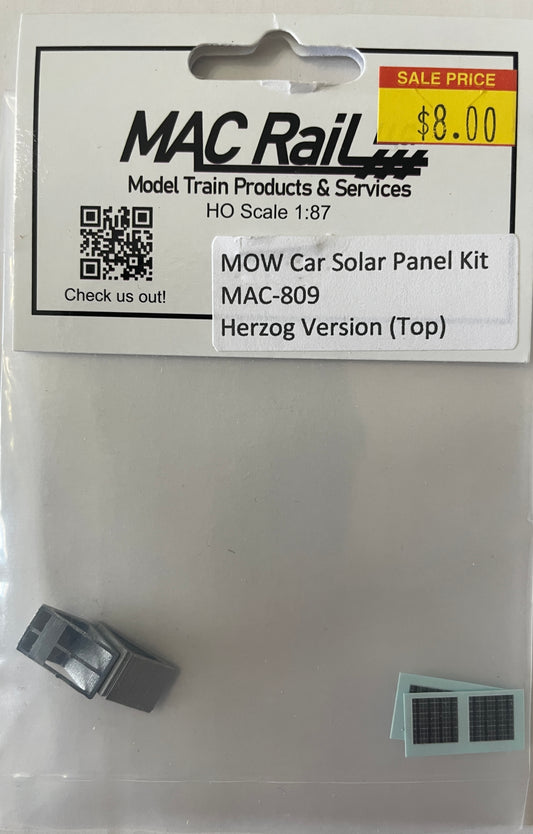 SALE PRICE
$8.00
MAC RaiL
Model Train Products & Services
HO Scale 1:87
Check us out!
MOW Car Solar Panel Kit
MAC-809
Herzog Version (Top)